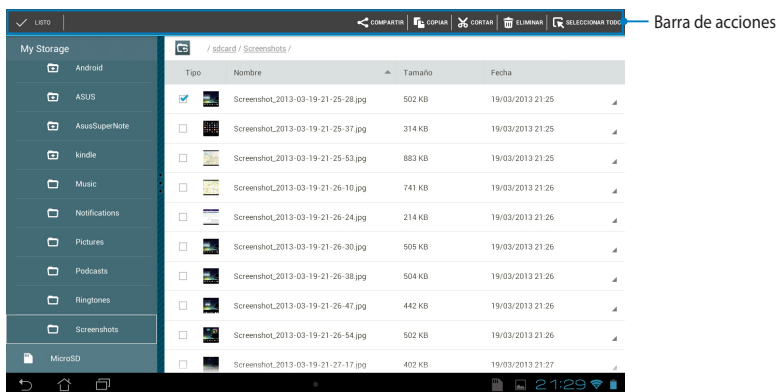 LISTO COMPARTIR COPIAR CORTAR ELIMINAR SELECCIONAR TODO Barra de acciones
My Storage / sdcard / Screenshots /
Android Tipo Nombre Tamaño Fecha
ASUS Screenshot_2013-03-19-21-25-28.jpg 502 KB 19/03/2013 21:25
AsusSuperNote Screenshot_2013-03-19-21-25-37.jpg 314 KB 19/03/2013 21:25
kindle Screenshot_2013-03-19-21-25-53.jpg 883 KB 19/03/2013 21:25
Music Screenshot_2013-03-19-21-26-10.jpg 741 KB 19/03/2013 21:26
Notifications Screenshot_2013-03-19-21-26-24.jpg 214 KB 19/03/2013 21:26
Pictures Screenshot_2013-03-19-21-26-30.jpg 505 KB 19/03/2013 21:26
Podcasts Screenshot_2013-03-19-21-26-38.jpg 504 KB 19/03/2013 21:26
Ringtones Screenshot_2013-03-19-21-26-47.jpg 442 KB 19/03/2013 21:26
Screenshots Screenshot_2013-03-19-21-26-54.jpg 502 KB 19/03/2013 21:26
MicroSD Screenshot_2013-03-19-21-27-17.jpg 402 KB 19/03/2013 21:27
21:29